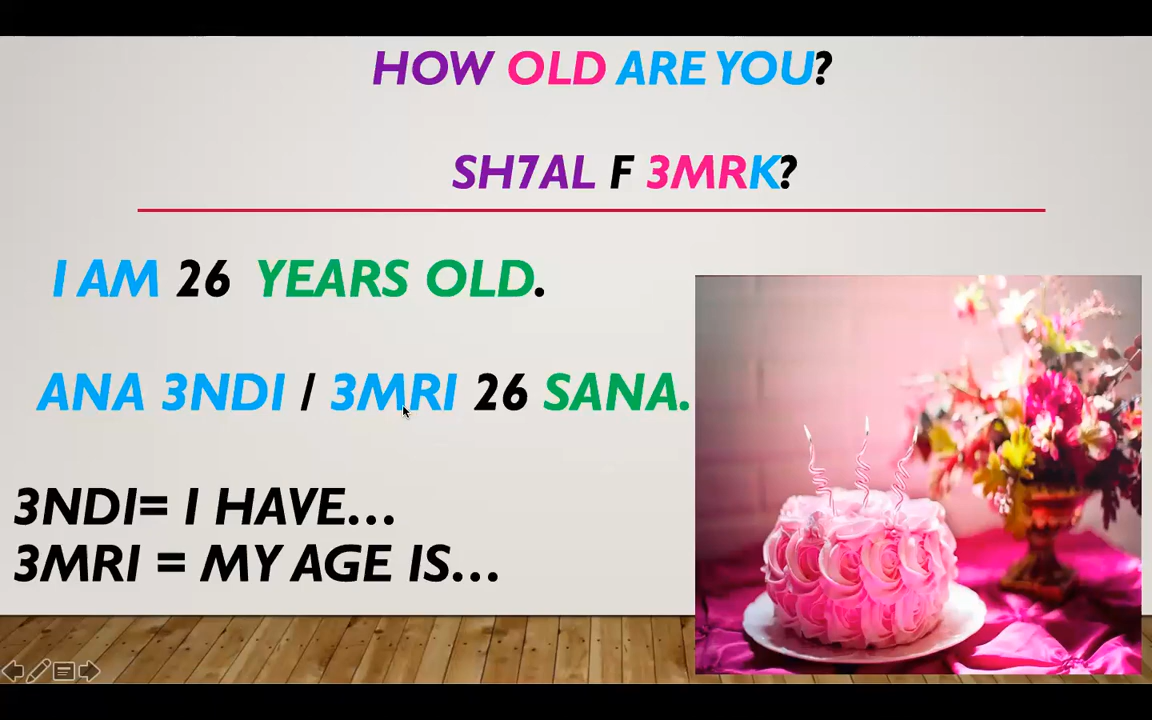 HOW OLD ARE YOU?
SH7AL F 3MRK?
I AM 26 YEARS OLD.
ANA 3NDI / 3MRI 26 SANA.
3NDI= I HAVE...
3MRI = MY AGE IS...